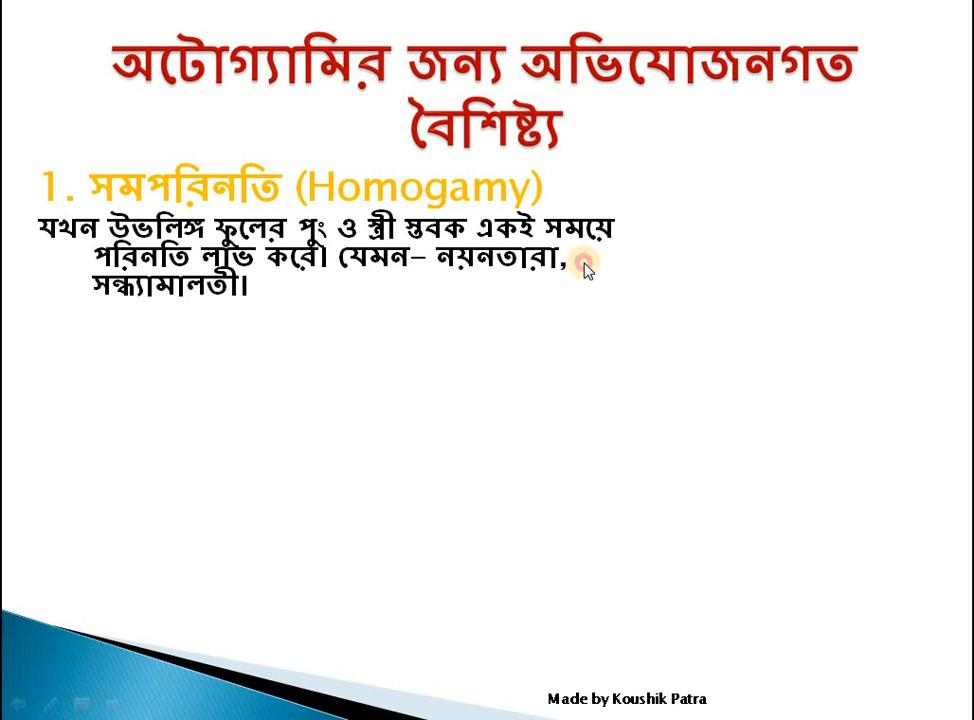 অটোগ্যামির জন্য অভিযোজনগত
বৈশিষ্ট্য
1. সমপরিনতি (Homogamy)
যখন উভলিঙ্গ ফুলের পুং ও স্ত্রী স্তবক একই সময়ে
পরিনতি লাভ করে। যেমন– নয়নতারা,
সন্ধ্যামালতী।
Made by Koushik Patra